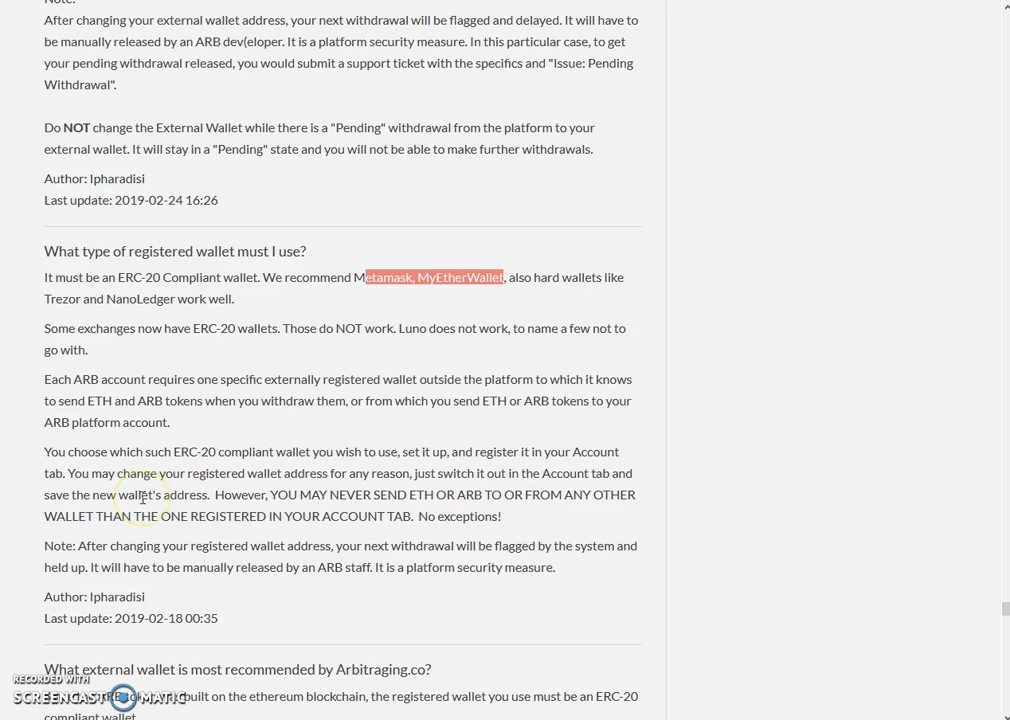 Note:
After changing your external wallet address, your next withdrawal will be flagged and delayed. It will have to
be manually released by an ARB dev(eloper. It is a platform security measure. In this particular case, to get
your pending withdrawal released, you would submit a support ticket with the specifics and "Issue: Pending
Withdrawal".
Do NOT change the External Wallet while there is a "Pending" withdrawal from the platform to your
external wallet. It will stay in a "Pending" state and you will not be able to make further withdrawals.
Author: Ipharadisi
Last update: 2019-02-24 16:26
What type of registered wallet must I use?
It must be an ERC-20 Compliant wallet. We recommend Metamask, MyEtherWallet, also hard wallets like
Trezor and NanoLedger work well.
Some exchanges now have ERC-20 wallets. Those do NOT work. Luno does not work, to name a few not to
go with.
Each ARB account requires one specific externally registered wallet outside the platform to which it knows
to send ETH and ARB tokens when you withdraw them, or from which you send ETH or ARB tokens to your
ARB platform account.
You choose which such ERC-20 compliant wallet you wish to use, set it up, and register it in your Account
tab. You may change your registered wallet address for any reason, just switch it out in the Account tab and
save the new wallet's address. However, YOU MAY NEVER SEND ETH OR ARB TO OR FROM ANY OTHER
WALLET THAN THE ONE REGISTERED IN YOUR ACCOUNT TAB. No exceptions!
Note: After changing your registered wallet address, your next withdrawal will be flagged by the system and
held up. It will have to be manually released by an ARB staff. It is a platform security measure.
Author: Ipharadisi
Last update: 2019-02-18 00:35
What external wallet is most recommended by Arbitraging.co?
RECORDED WITH
SCREENCAST MATIC
built on the ethereum blockchain, the registered wallet you use must be an ERC-20
compliant wallet